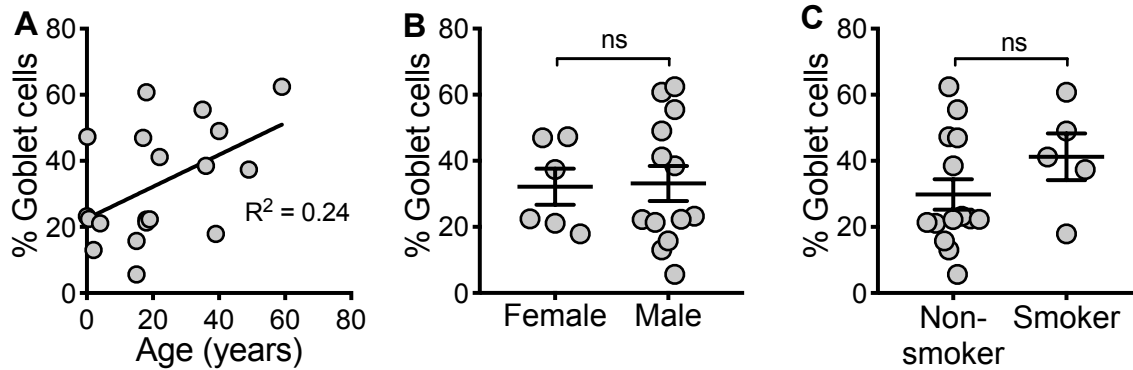 A
% Goblet cells
80
60
40
20
0
R² = 0.24
0 20 40 60 80
Age (years)
B
% Goblet cells
80
60
40
20
0
ns
Female Male
C
% Goblet cells
80
60
40
20
0
ns
Non-
smoker
Smoker